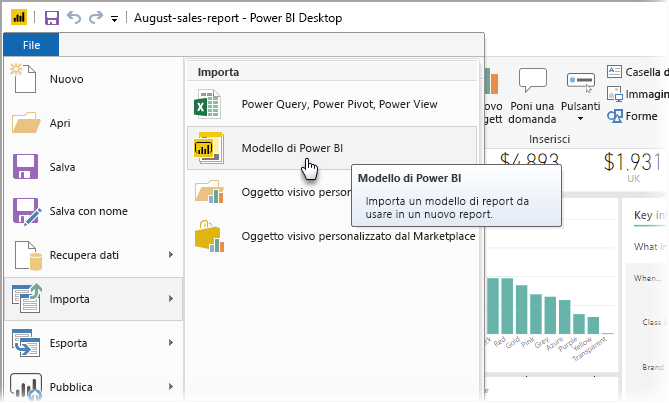 August-sales-report - Power BI Desktop
File
Nuovo
Apri
Salva
Salva con nome
Recupera dati
Importa
Esporta
Pubblica
Importa
Power Query, Power Pivot, Power View
Modello di Power BI
Oggetto visivo
Oggetto visivo personalizzato dal Marketplace
Modello di Power BI
Importa un modello di report da
usare in un nuovo report.
Poni una
domanda
Pulsanti
Casella d
Immagin
Forme
Inserisci
$4,893
$1,931
UK
Key in
What in
When...
Class i
Brand
Red
Gold
Pink
Grey
Azure
Purple
Yellow
Transparent